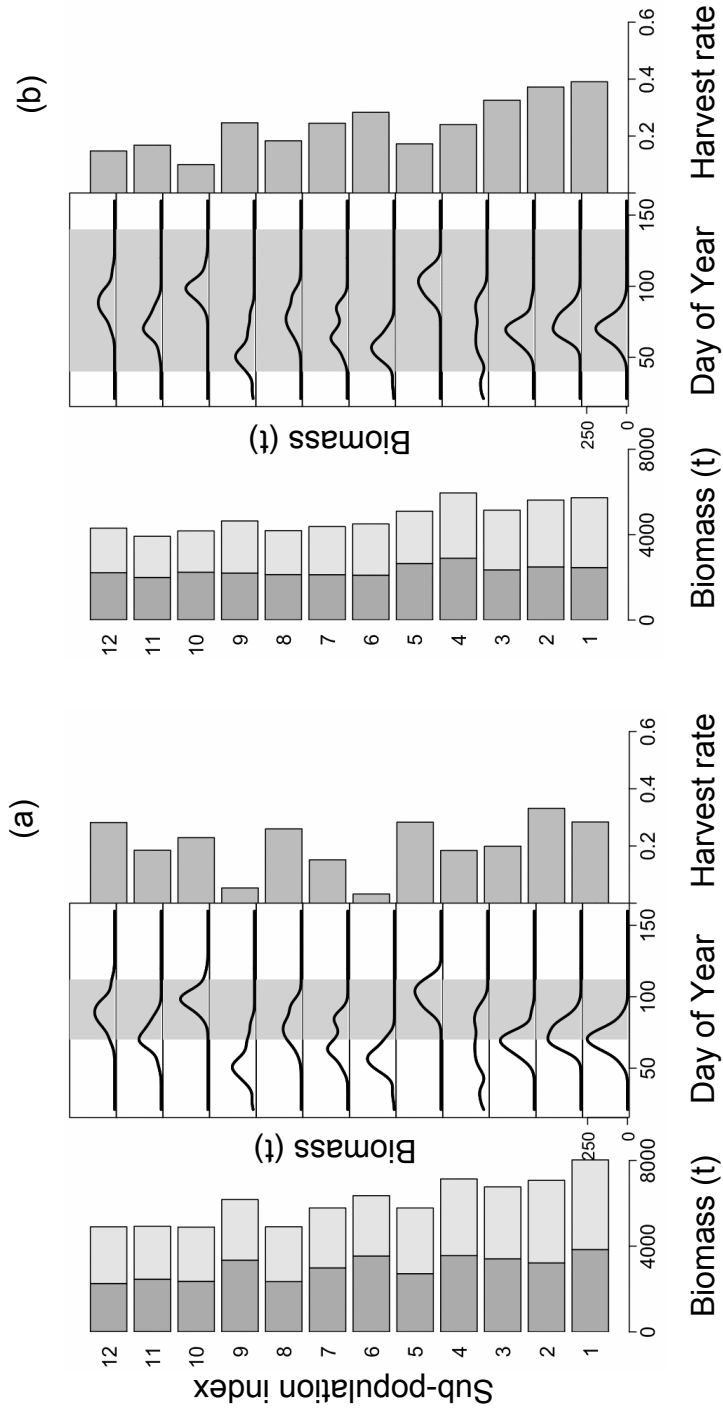 (a)
Sub-population index
12
11
10
9
8
7
6
5
4
3
2
1
0 4000 8000
Biomass (t)
Biomass (t)
250
0
50 100 150
Day of Year
0.2 0.4 0.6
Harvest rate
(b)
12
11
10
9
8
7
6
5
4
3
2
1
0 4000 8000
Biomass (t)
Biomass (t)
250
0
50 100 150
Day of Year
0.2 0.4 0.6
Harvest rate